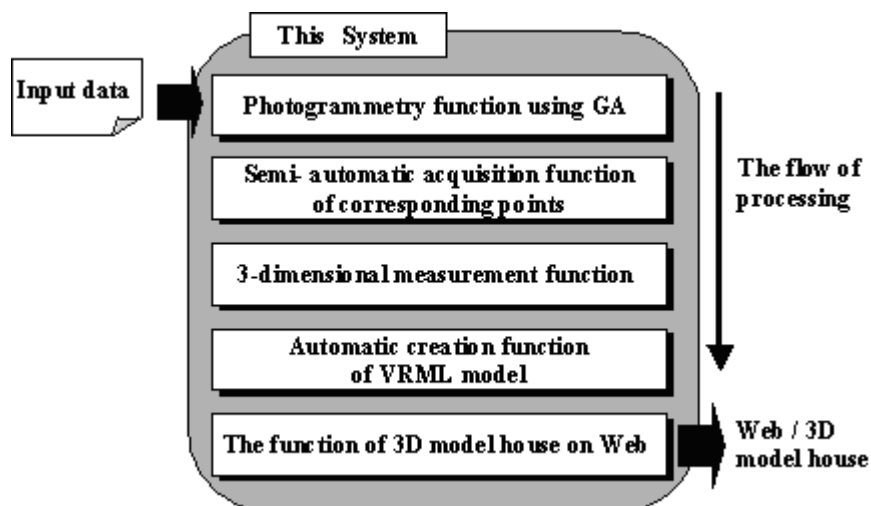 This System
Input data
Photogrammetry function using GA
Semi- automatic acquisition function
of corresponding points
3-dimensional measurement function
Automatic creation function
of VRML model
The function of 3D model house on Web
The flow of
processing
Web / 3D
model house